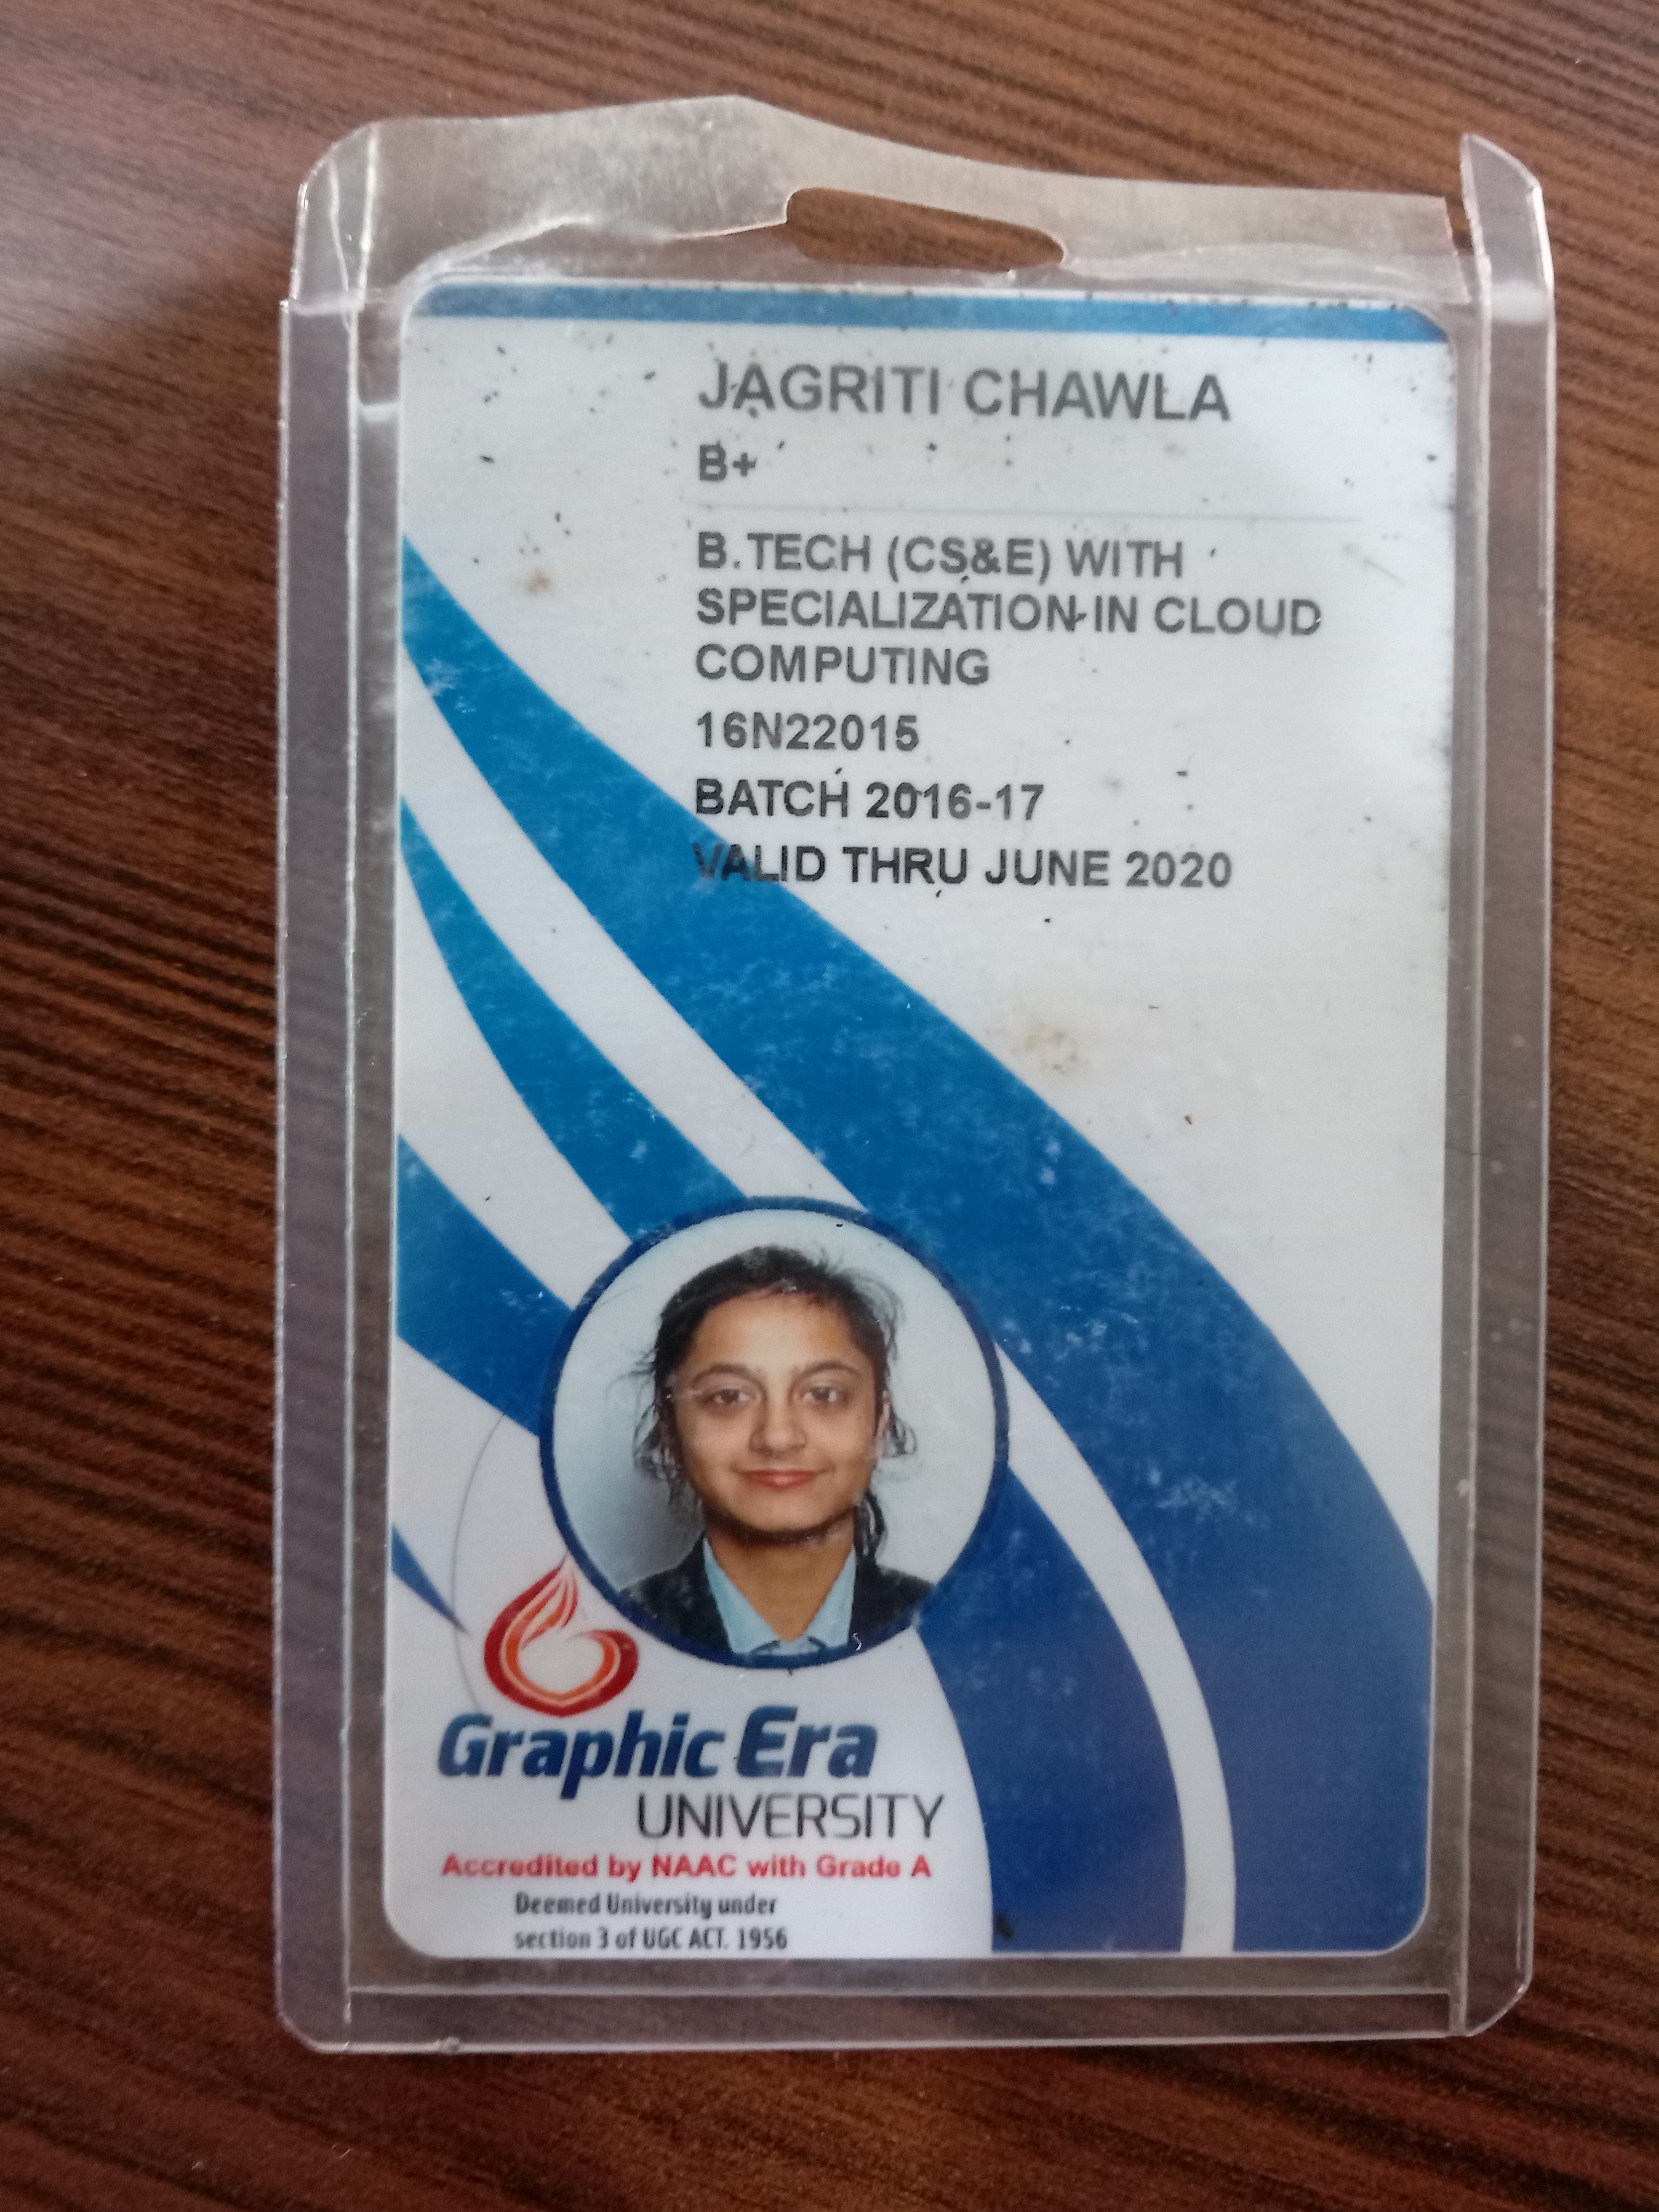 JAGRITI CHAWLA
B+
B.TECH (CS&E) WITH
SPECIALIZATION IN CLOUD
COMPUTING
16N22015
BATCH 2016-17
VALID THRU JUNE 2020
Graphic Era
UNIVERSITY
Accredited by NAAC with Grade A
Deemed University under
section 3 of UGC ACT. 1956